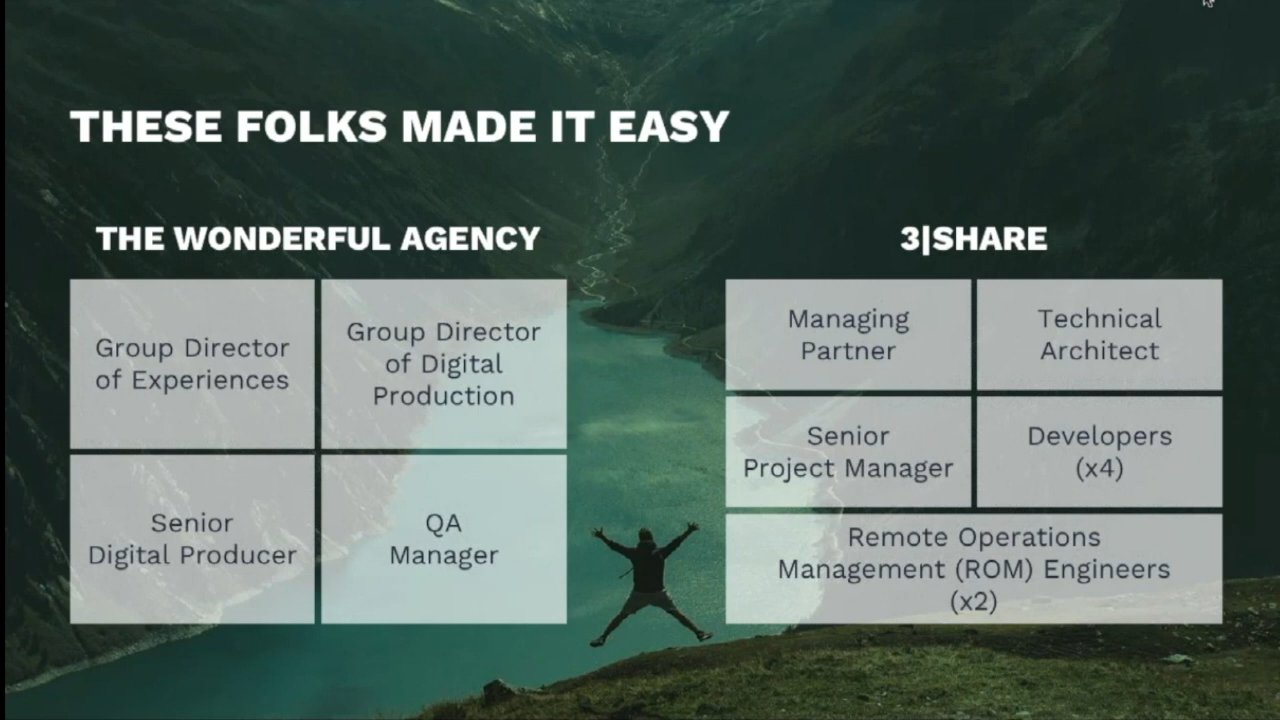 THESE FOLKS MADE IT EASY
THE WONDERFUL AGENCY
Group Director
of Experiences
Group Director
of Digital
Production
Senior
Digital Producer
QA
Manager
3|SHARE
Managing
Partner
Technical
Architect
Senior
Project Manager
Developers
(x4)
Remote Operations
Management (ROM) Engineers
(x2)